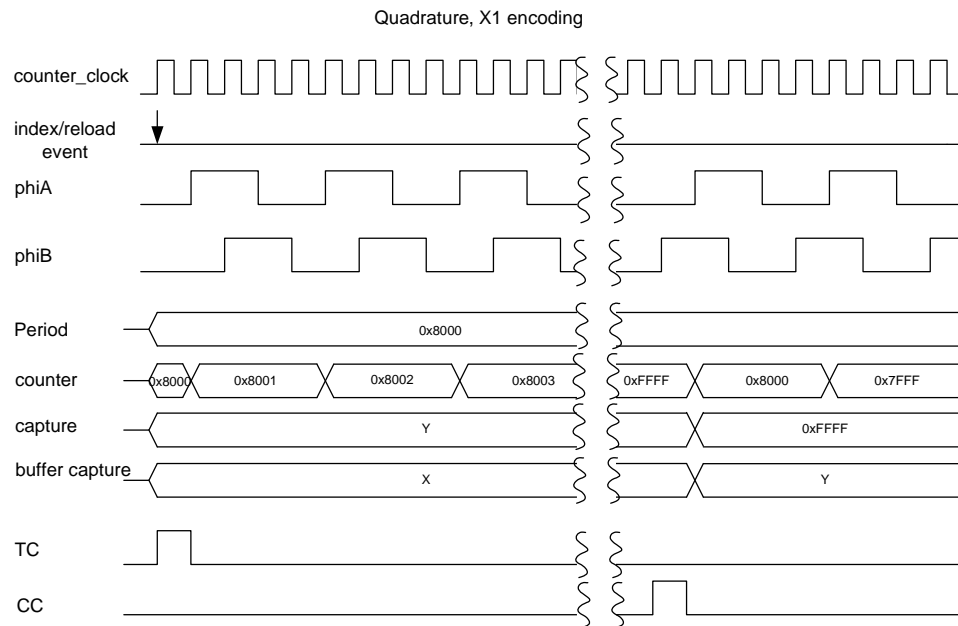 Quadrature, X1 encoding
counter_clock
index/reload
event
phiA
phiB
Period
0x8000
counter
0x8000 0x8001 0x8002 0x8003 0xFFFF 0x8000 0x7FFF
capture
Y 0xFFFF
buffer capture
X Y
TC
CC